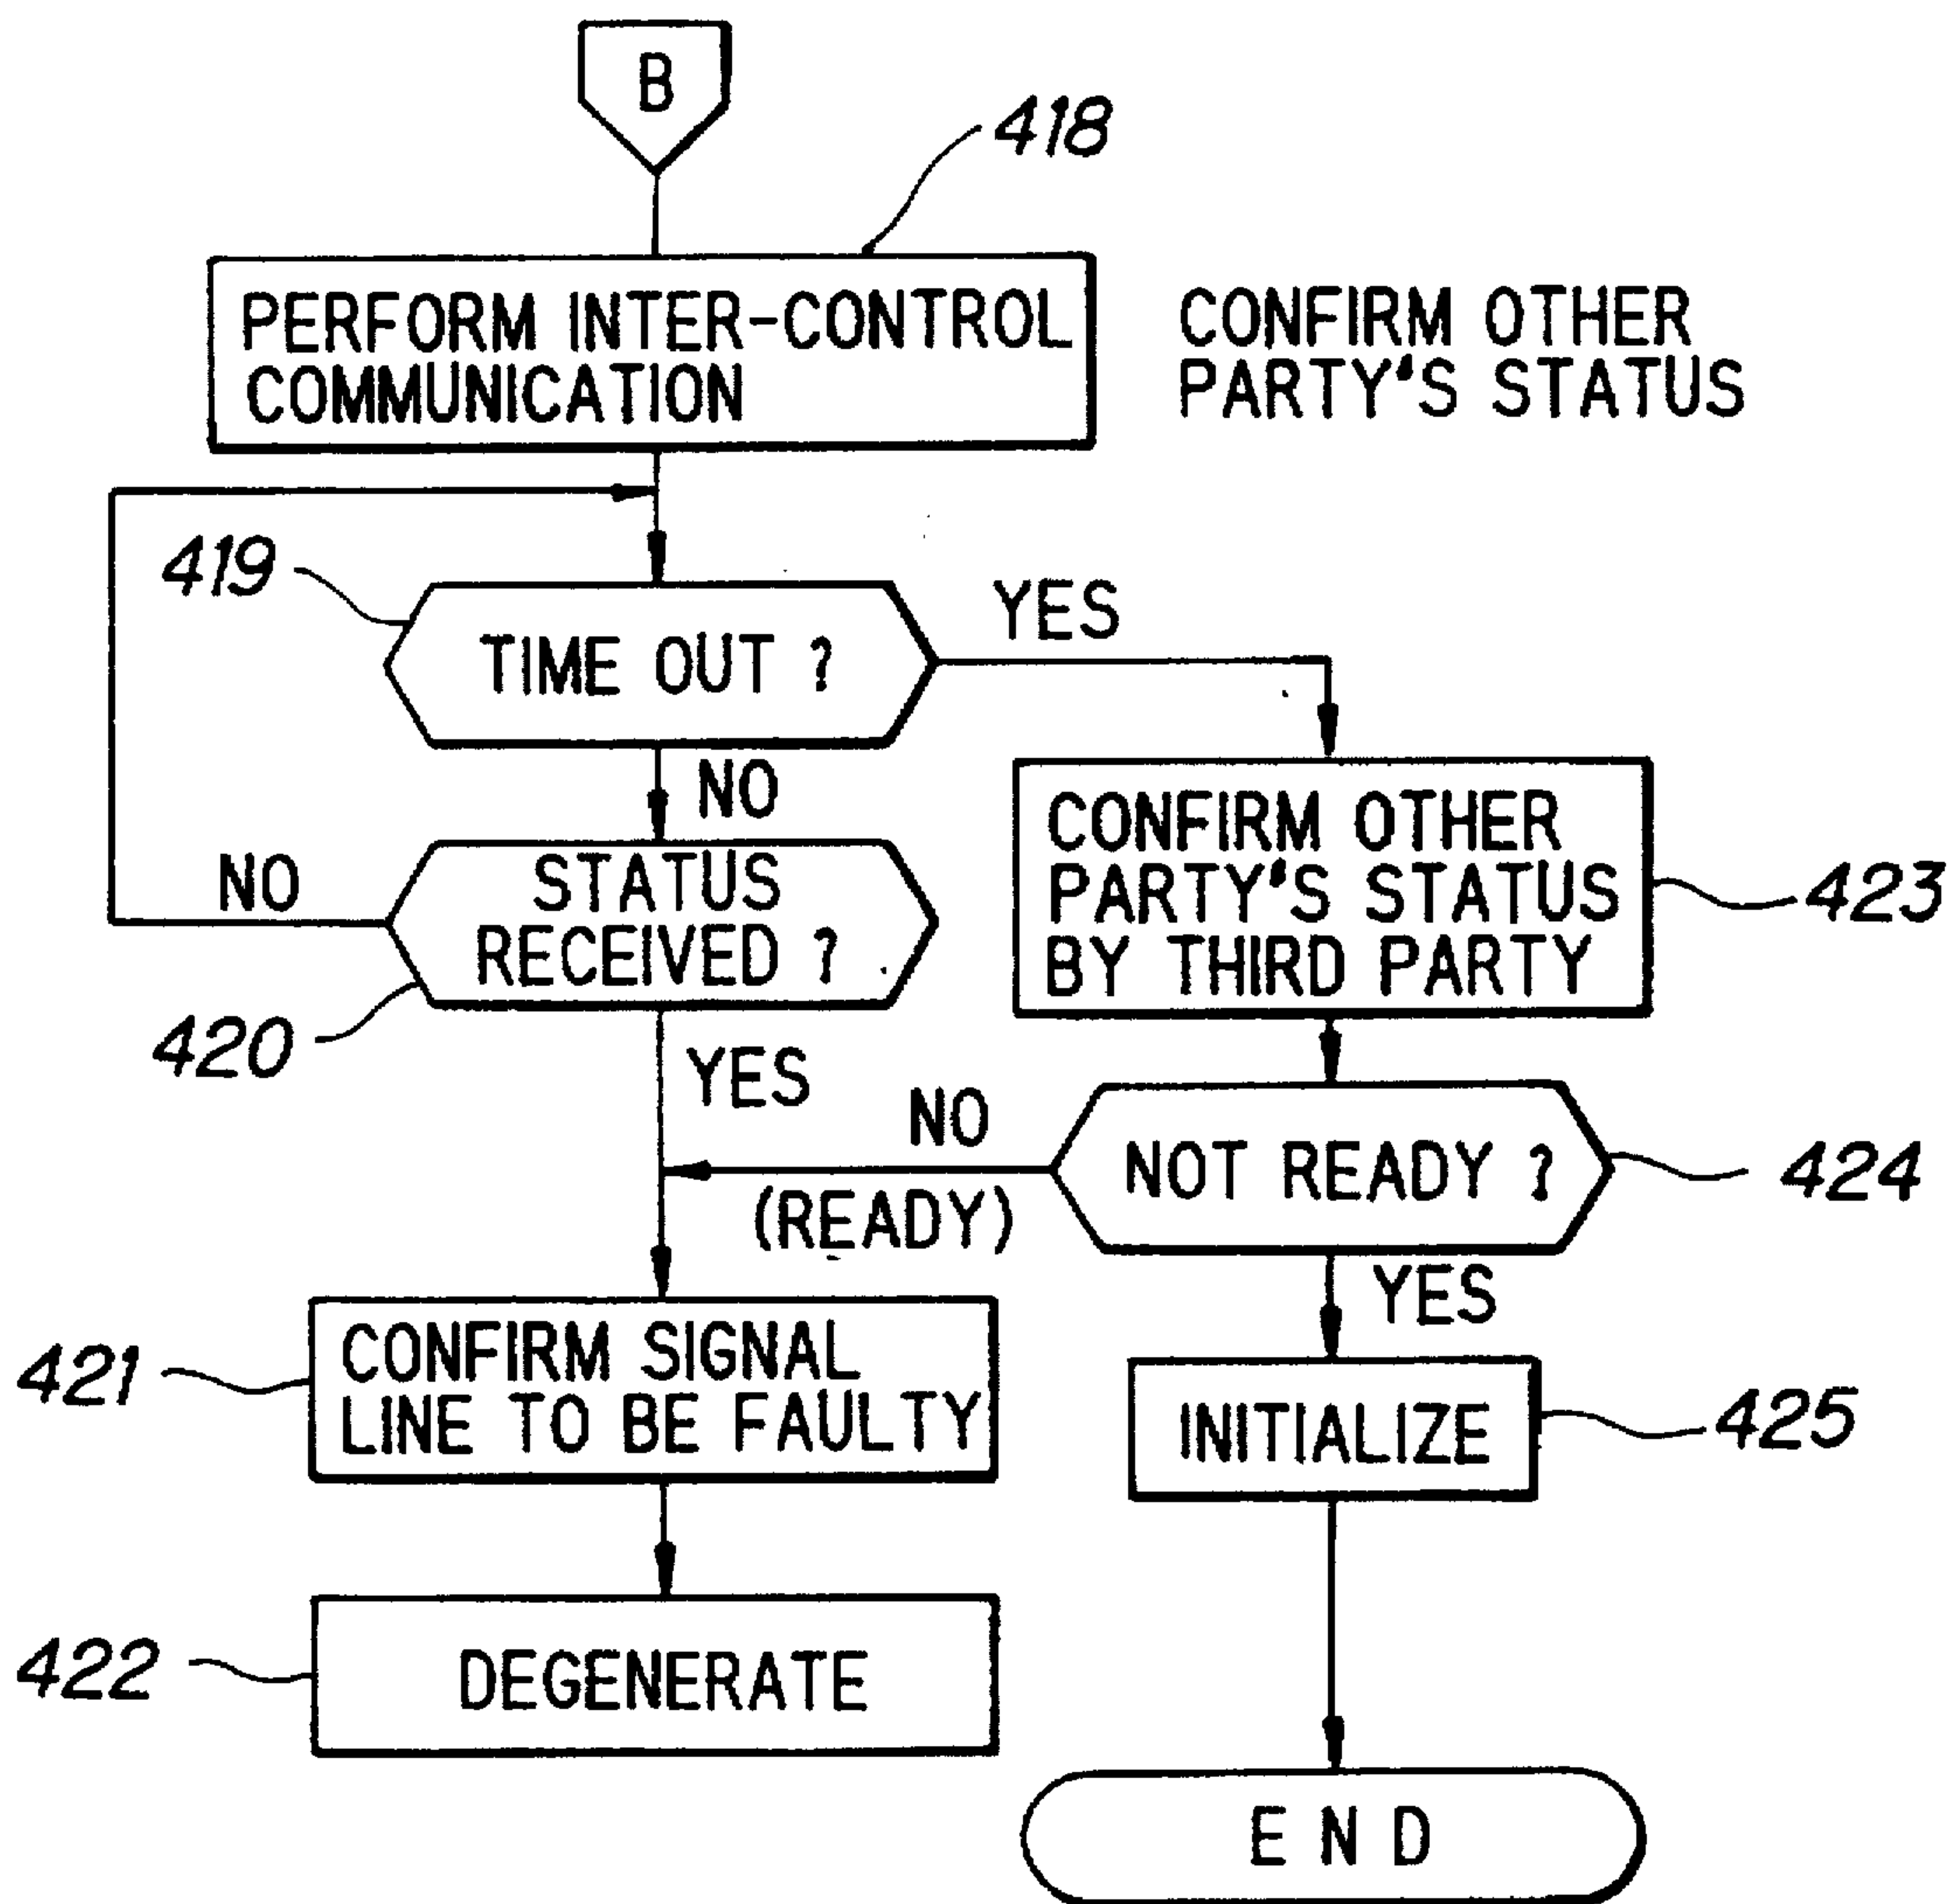 B
418
PERFORM INTER-CONTROL
COMMUNICATION
CONFIRM OTHER
PARTY'S STATUS
419
TIME OUT ?
YES
NO
STATUS
RECEIVED ?
NO
420
YES
CONFIRM OTHER
PARTY'S STATUS
BY THIRD PARTY
423
NOT READY ?
424
NO
(READY)
YES
421
CONFIRM SIGNAL
LINE TO BE FAULTY
INITIALIZE
425
422
DEGENERATE
END